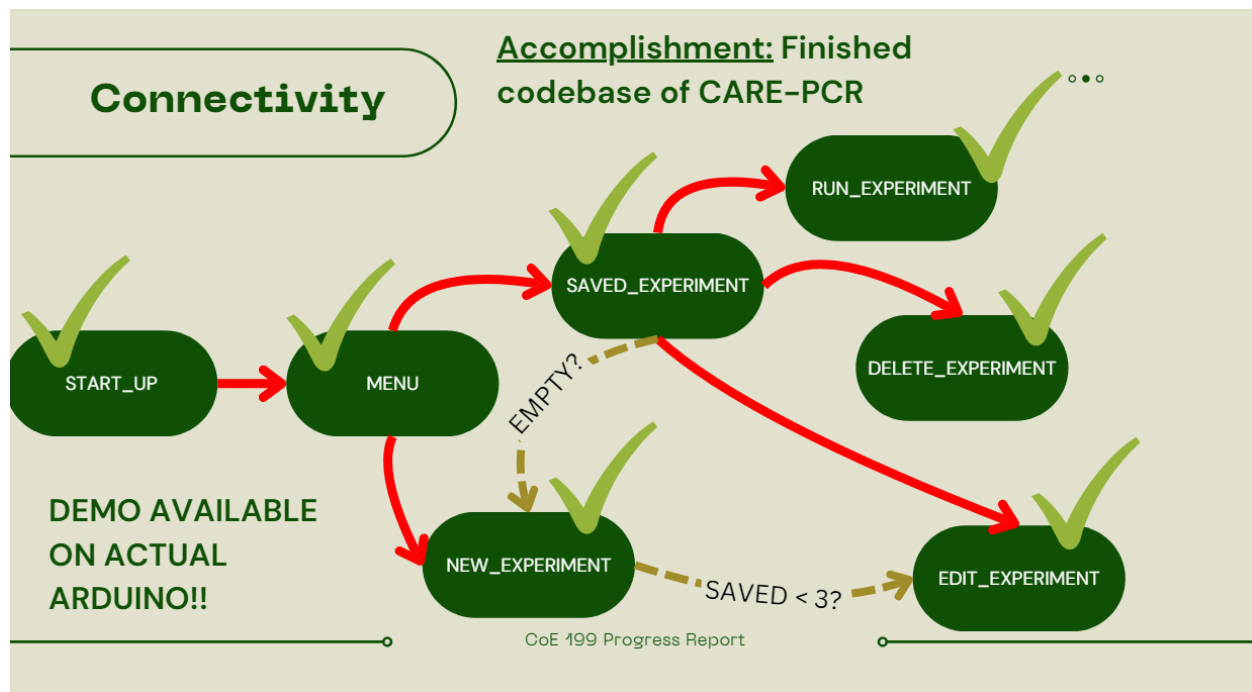 Connectivity
Accomplishment: Finished
codebase of CARE-PCR
RUN_EXPERIMENT
SAVED_EXPERIMENT
DELETE_EXPERIMENT
START_UP
MENU
EMPTY?
NEW_EXPERIMENT
SAVED < 3?
EDIT_EXPERIMENT
DEMO AVAILABLE
ON ACTUAL
ARDUINO!!
CoE 199 Progress Report